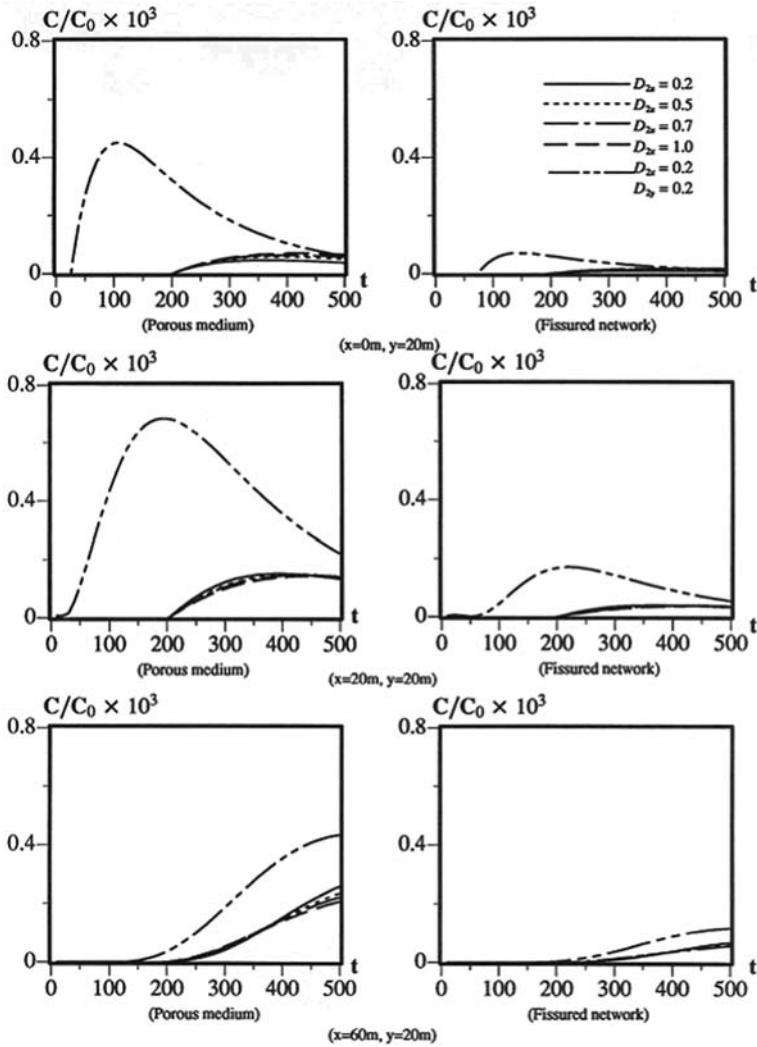 C/C₀ × 10³
C/C₀ × 10³
0.8
0.8
D₂ₓ = 0.2
D₂ₓ = 0.5
D₂ₓ = 0.7
0.4
0.4
D₂ₓ = 1.0
D₂ₓ = 0.2
D₂ᵧ = 0.2
0
0
0 100 200 300 400 500 t
0 100 200 300 400 500 t
(Porous medium)
(Fissured network)
(x=0m, y=20m)
C/C₀ × 10³
C/C₀ × 10³
0.8
0.8
0.4
0.4
0
0
0 100 200 300 400 500 t
0 100 200 300 400 500 t
(Porous medium)
(Fissured network)
(x=20m, y=20m)
C/C₀ × 10³
C/C₀ × 10³
0.8
0.8
0.4
0.4
0
0
0 100 200 300 400 500 t
0 100 200 300 400 500 t
(Porous medium)
(Fissured network)
(x=60m, y=20m)